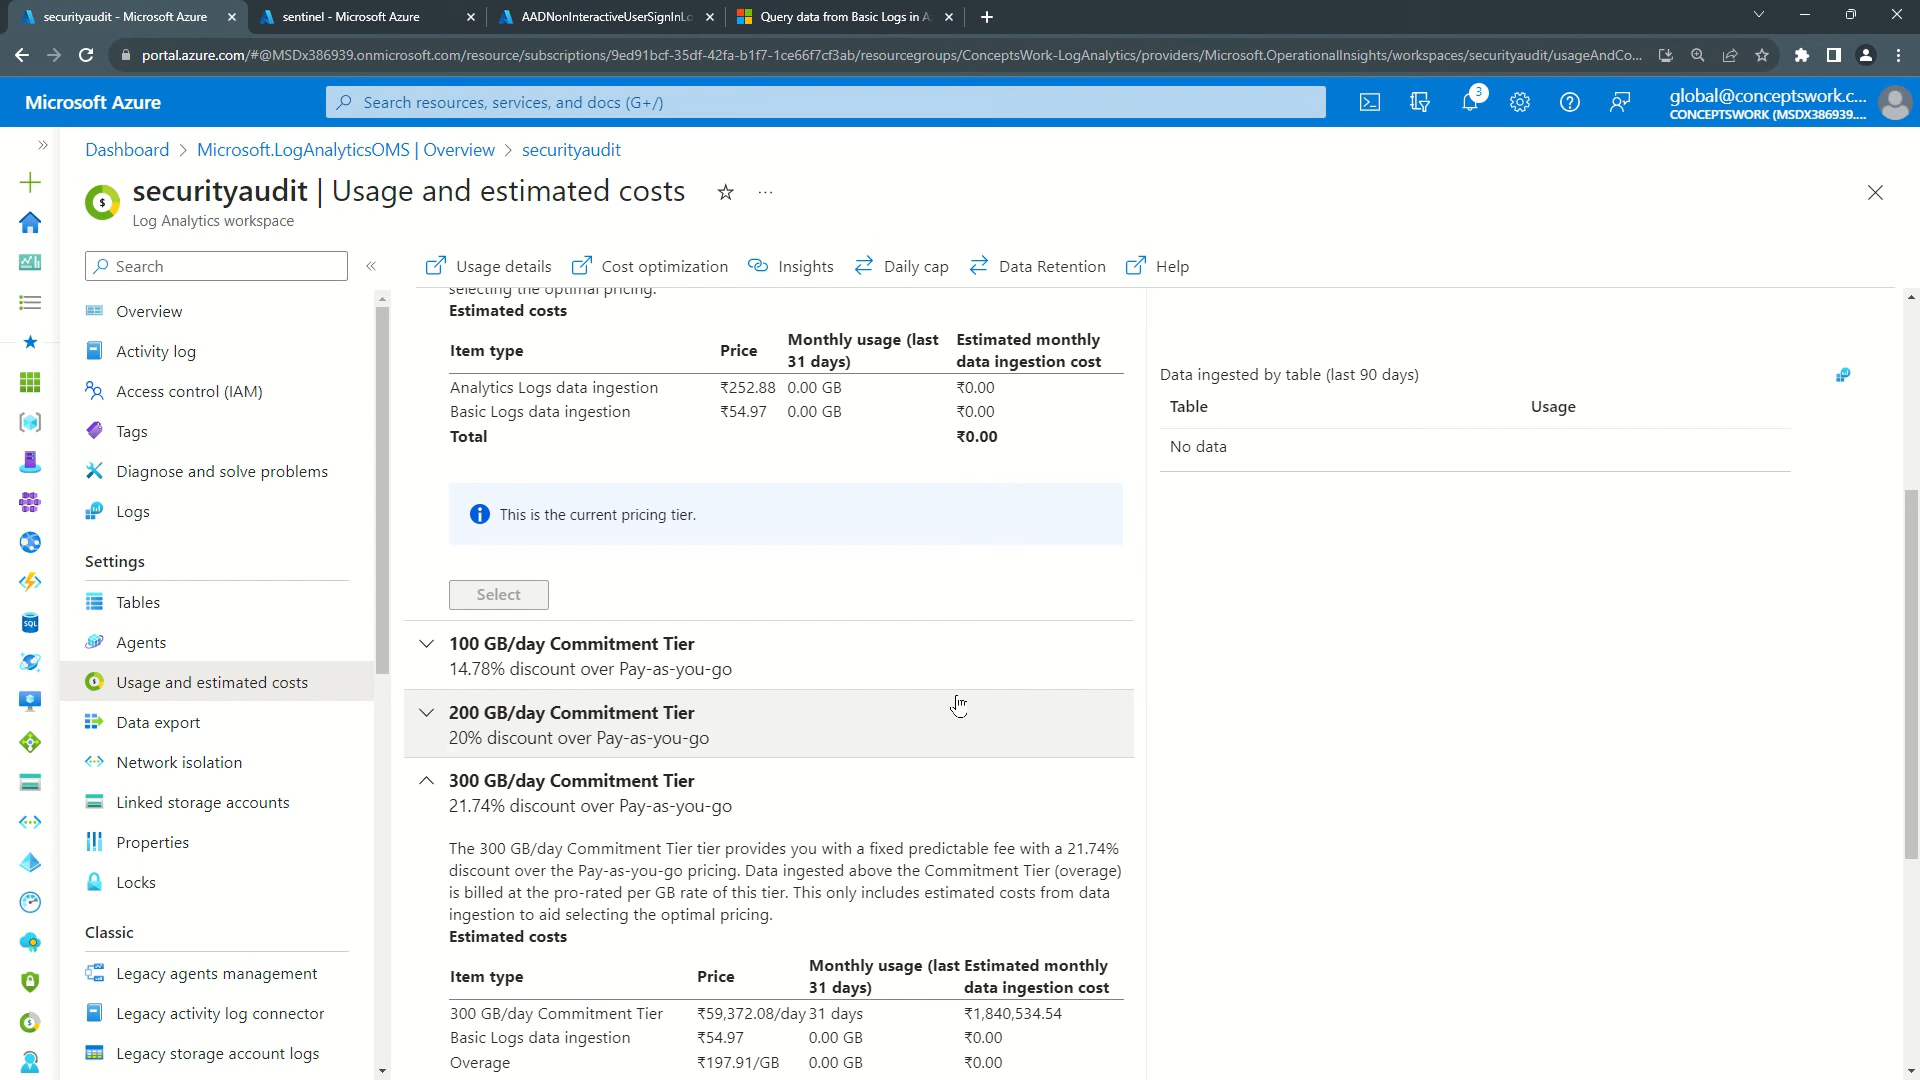 securityaudit - Microsoft Azure
sentinel - Microsoft Azure
AADNonInteractiveUserSignInLo
Query data from Basic Logs in A
portal.azure.com/#@MSDx386939.onmicrosoft.com/resource/subscriptions/9ed91bcf-35df-42fa-b1f7-1ce66f7cf3ab/resourcegroups/ConceptsWork-LogAnalytics/providers/Microsoft.OperationalInsights/workspaces/securityaudit/usageAndCo...
Microsoft Azure
Search resources, services, and docs (G+/)
3
global@conceptswork.c...
CONCEPTSWORK (MSDX386939....
Dashboard > Microsoft.LogAnalyticsOMS | Overview > securityaudit
securityaudit | Usage and estimated costs
Log Analytics workspace
Search
Overview
Activity log
Access control (IAM)
Tags
Diagnose and solve problems
Logs
Settings
Tables
Agents
Usage and estimated costs
Data export
Network isolation
Linked storage accounts
Properties
Locks
Classic
Legacy agents management
Legacy activity log connector
Legacy storage account logs
Usage details
Cost optimization
Insights
Daily cap
Data Retention
Help
selecting the optimal pricing.
Estimated costs
Item type Price Monthly usage (last 31 days) Estimated monthly data ingestion cost
Analytics Logs data ingestion ₹252.88 0.00 GB ₹0.00
Basic Logs data ingestion ₹54.97 0.00 GB ₹0.00
Total ₹0.00
This is the current pricing tier.
Select
100 GB/day Commitment Tier
14.78% discount over Pay-as-you-go
200 GB/day Commitment Tier
20% discount over Pay-as-you-go
300 GB/day Commitment Tier
21.74% discount over Pay-as-you-go
The 300 GB/day Commitment Tier tier provides you with a fixed predictable fee with a 21.74%
discount over the Pay-as-you-go pricing. Data ingested above the Commitment Tier (overage)
is billed at the pro-rated per GB rate of this tier. This only includes estimated costs from data
ingestion to aid selecting the optimal pricing.
Estimated costs
Item type Price Monthly usage (last 31 days) Estimated monthly data ingestion cost
300 GB/day Commitment Tier ₹59,372.08/day 31 days ₹1,840,534.54
Basic Logs data ingestion ₹54.97 0.00 GB ₹0.00
Overage ₹197.91/GB 0.00 GB ₹0.00
Data ingested by table (last 90 days)
Table Usage
No data
SQL